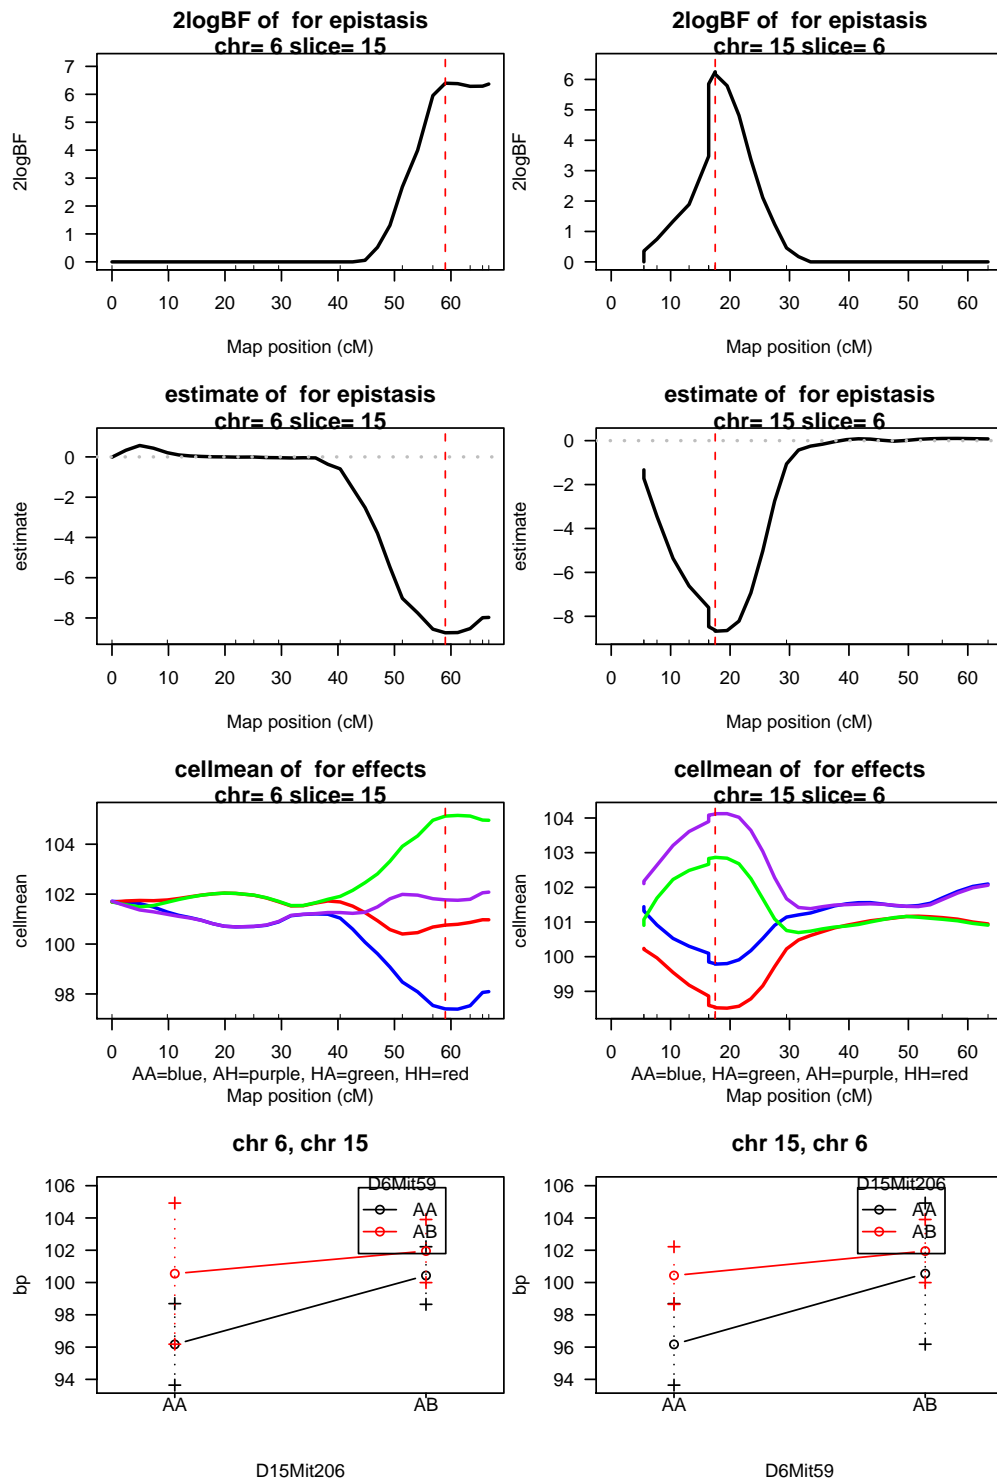 2logBF of  for epistasis
chr= 6 slice= 15
2logBF
7
6
5
4
3
2
1
0
0 10 20 30 40 50 60
Map position (cM)
2logBF of  for epistasis
chr= 15 slice= 6
2logBF
6
5
4
3
2
1
0
0 10 20 30 40 50 60
Map position (cM)
estimate of  for epistasis
chr= 6 slice= 15
estimate
0
−2
−4
−6
−8
0 10 20 30 40 50 60
Map position (cM)
estimate of  for epistasis
chr= 15 slice= 6
estimate
0
−2
−4
−6
−8
0 10 20 30 40 50 60
Map position (cM)
cellmean of  for effects
chr= 6 slice= 15
cellmean
104
102
100
98
0 10 20 30 40 50 60
AA=blue, AH=purple, HA=green, HH=red
Map position (cM)
cellmean of  for effects
chr= 15 slice= 6
cellmean
104
103
102
101
100
99
0 10 20 30 40 50 60
AA=blue, HA=green, AH=purple, HH=red
Map position (cM)
chr 6, chr 15
bp
106
104
102
100
98
96
94
D6Mit59
AA
AB
AA AB
D15Mit206
chr 15, chr 6
bp
106
104
102
100
98
96
94
D15Mit206
AA
AB
AA AB
D6Mit59